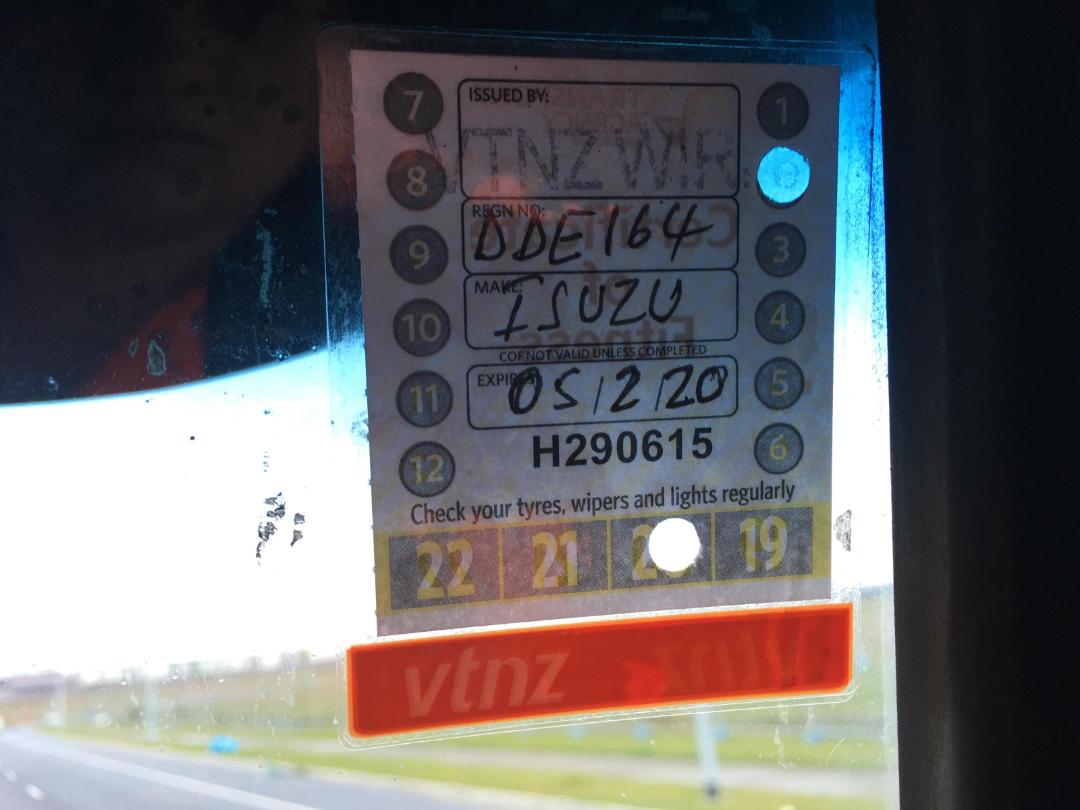 7
ISSUED BY:
1
VTNZ WIR
8
REGN NO:
DDE164
9
3
MAKE:
ISUZU
10
4
COF NOT VALID UNLESS COMPLETED
EXPIRES
05/2/20
11
5
H290615
12
6
Check your tyres, wipers and lights regularly
22 21 20 19
vtnz